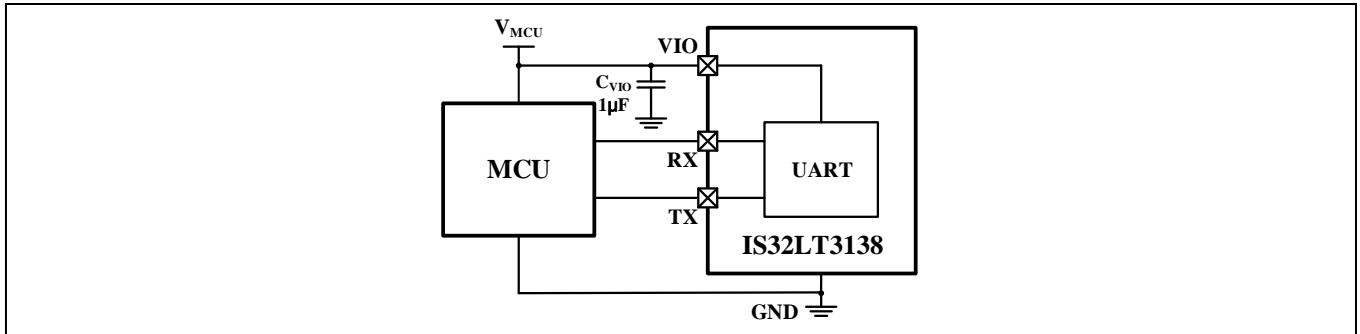 VMCU
VIO
CVIO
1µF
RX
MCU
UART
TX
IS32LT3138
GND